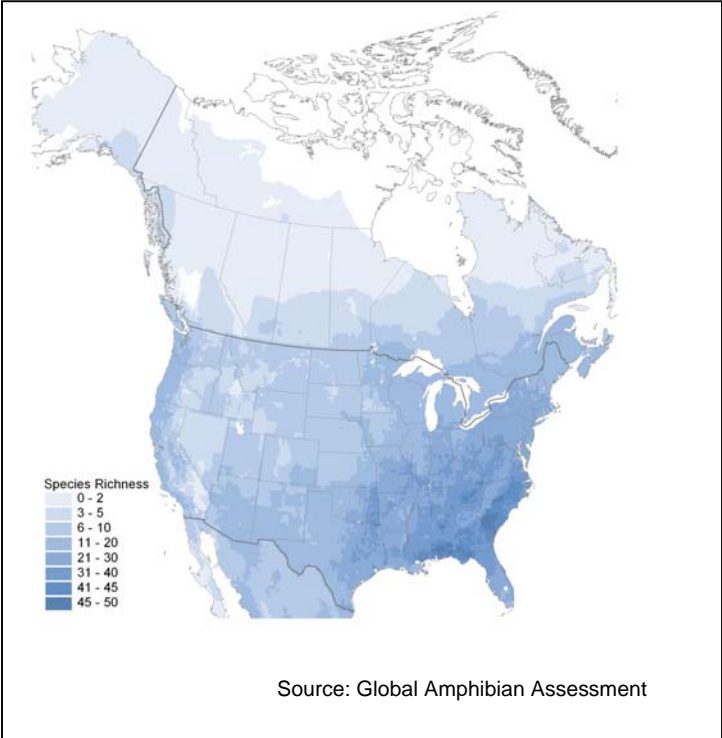 Species Richness
0 - 2
3 - 5
6 - 10
11 - 20
21 - 30
31 - 40
41 - 45
45 - 50
Source: Global Amphibian Assessment